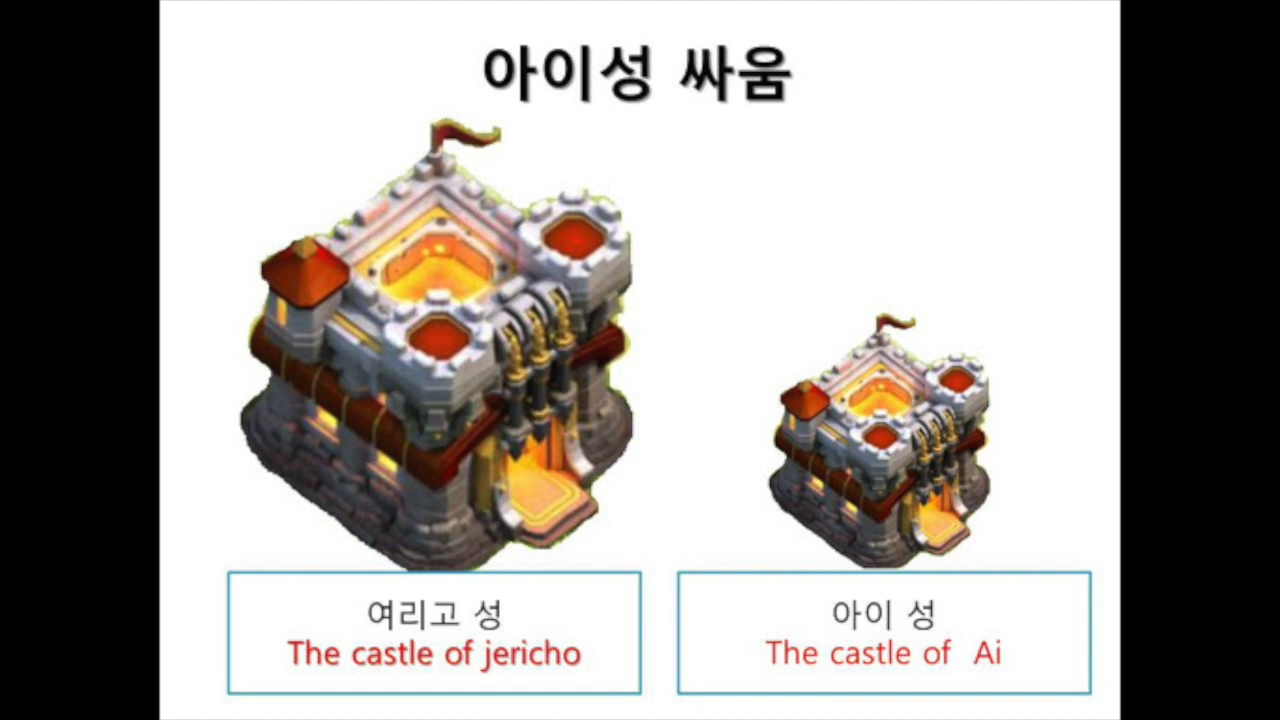 아이성 싸움
여리고 성
The castle of jericho
아이 성
The castle of  Ai